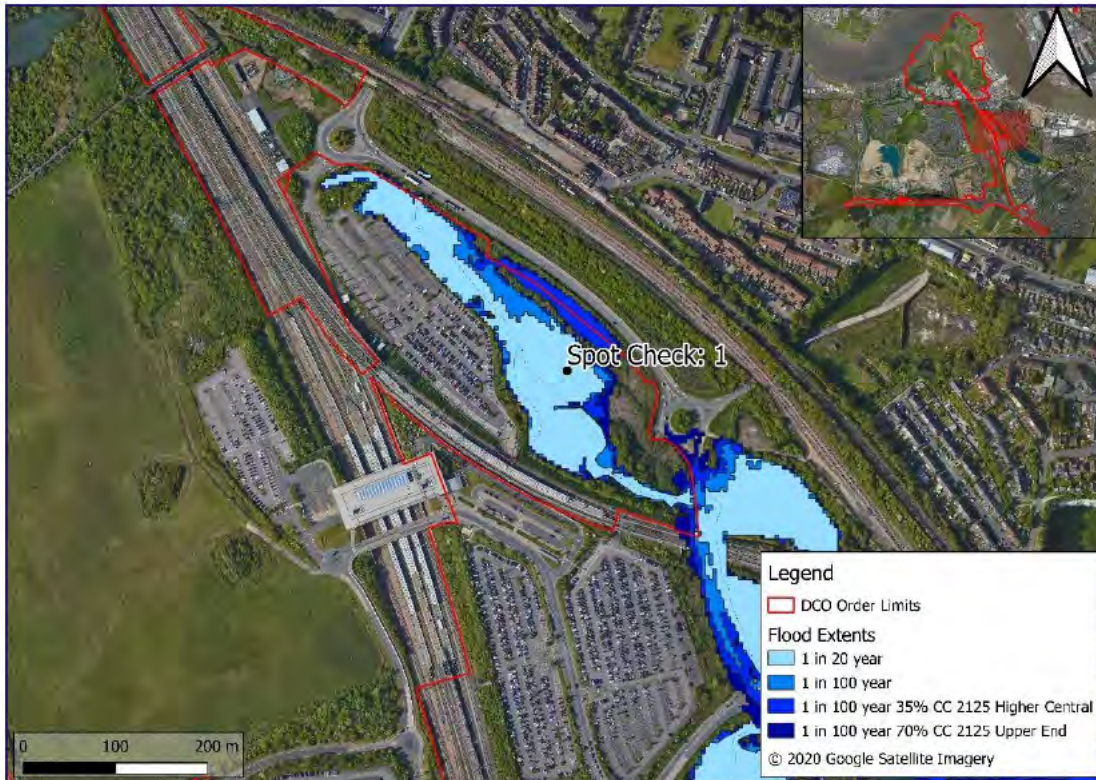 Spot Check: 1
Legend
DCO Order Limits
Flood Extents
1 in 20 year
1 in 100 year
1 in 100 year 35% CC 2125 Higher Central
1 in 100 year 70% CC 2125 Upper End
© 2020 Google Satellite Imagery
0 100 200 m